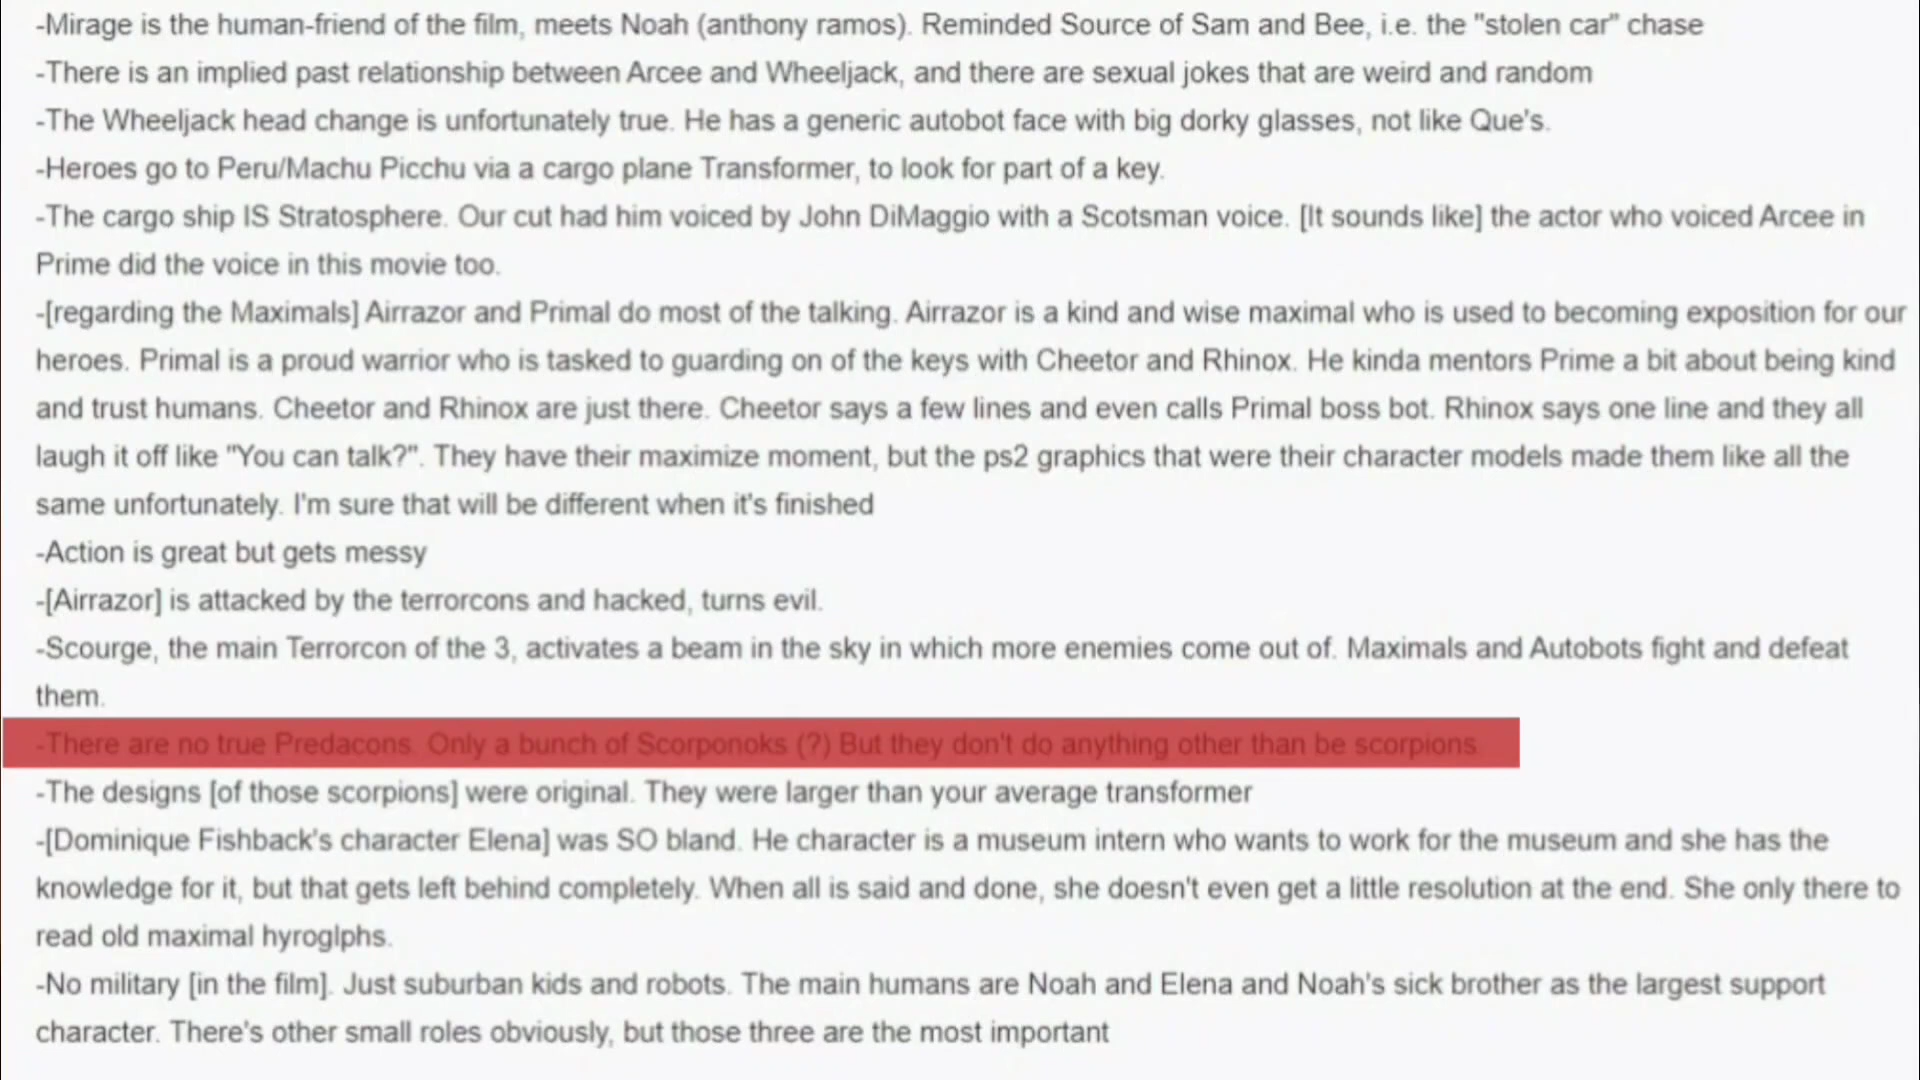 -Mirage is the human-friend of the film, meets Noah (anthony ramos). Reminded Source of Sam and Bee, i.e. the "stolen car" chase
-There is an implied past relationship between Arcee and Wheeljack, and there are sexual jokes that are weird and random
-The Wheeljack head change is unfortunately true. He has a generic autobot face with big dorky glasses, not like Que's.
-Heroes go to Peru/Machu Picchu via a cargo plane Transformer, to look for part of a key.
-The cargo ship IS Stratosphere. Our cut had him voiced by John DiMaggio with a Scotsman voice. [It sounds like] the actor who voiced Arcee in
Prime did the voice in this movie too.
-[regarding the Maximals] Airrazor and Primal do most of the talking. Airrazor is a kind and wise maximal who is used to becoming exposition for our
heroes. Primal is a proud warrior who is tasked to guarding on of the keys with Cheetor and Rhinox. He kinda mentors Prime a bit about being kind
and trust humans. Cheetor and Rhinox are just there. Cheetor says a few lines and even calls Primal boss bot. Rhinox says one line and they all
laugh it off like "You can talk?". They have their maximize moment, but the ps2 graphics that were their character models made them like all the
same unfortunately. I'm sure that will be different when it's finished
-Action is great but gets messy
-[Airrazor] is attacked by the terrorcons and hacked, turns evil.
-Scourge, the main Terrorcon of the 3, activates a beam in the sky in which more enemies come out of. Maximals and Autobots fight and defeat
them.
-There are no true Predacons. Only a bunch of Scorponoks (?) But they don't do anything other than be scorpions
-The designs [of those scorpions] were original. They were larger than your average transformer
-[Dominique Fishback's character Elena] was SO bland. He character is a museum intern who wants to work for the museum and she has the
knowledge for it, but that gets left behind completely. When all is said and done, she doesn't even get a little resolution at the end. She only there to
read old maximal hyroglphs.
-No military [in the film]. Just suburban kids and robots. The main humans are Noah and Elena and Noah's sick brother as the largest support
character. There's other small roles obviously, but those three are the most important